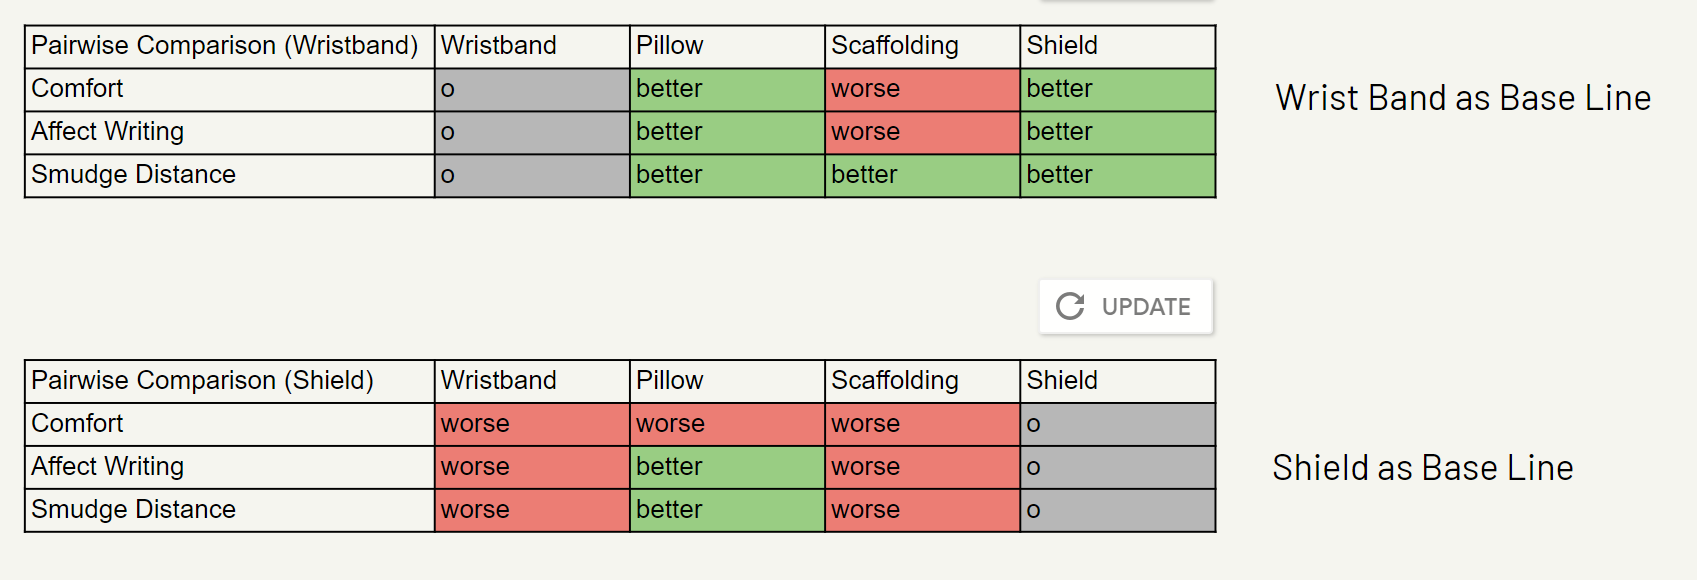 Pairwise Comparison (Wristband) Wristband Pillow Scaffolding Shield
Comfort o better worse better
Affect Writing o better worse better
Smudge Distance o better better better
Wrist Band as Base Line
UPDATE
Pairwise Comparison (Shield) Wristband Pillow Scaffolding Shield
Comfort worse worse worse o
Affect Writing worse better worse o
Smudge Distance worse better worse o
Shield as Base Line